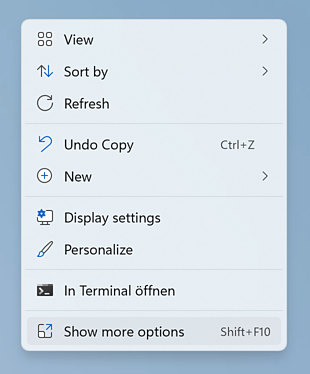 View
Sort by
Refresh
Undo Copy Ctrl+Z
New
Display settings
Personalize
In Terminal öffnen
Show more options Shift+F10